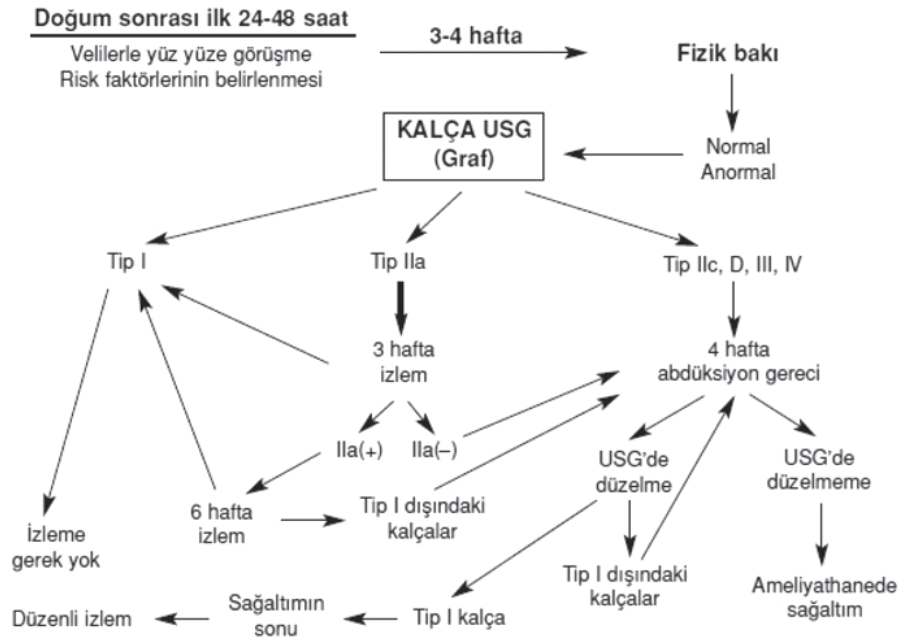 Doğum sonrası ilk 24-48 saat
Velilerle yüz yüze görüşme
Risk faktörlerinin belirlenmesi
3-4 hafta
Fizik bakı
Normal
Anormal
KALÇA USG
(Graf)
Tip I
Tip IIa
Tip IIc, D, III, IV
3 hafta
izlem
4 hafta
abdüksiyon gereci
IIa(+)
IIa(–)
USG'de
düzelme
USG'de
düzelmeme
6 hafta
izlem
Tip I dışındaki
kalçalar
İzleme
gerek yok
Tip I dışındaki
kalçalar
Ameliyathanede
sağaltım
Düzenli izlem
Sağaltımın
sonu
Tip I kalça